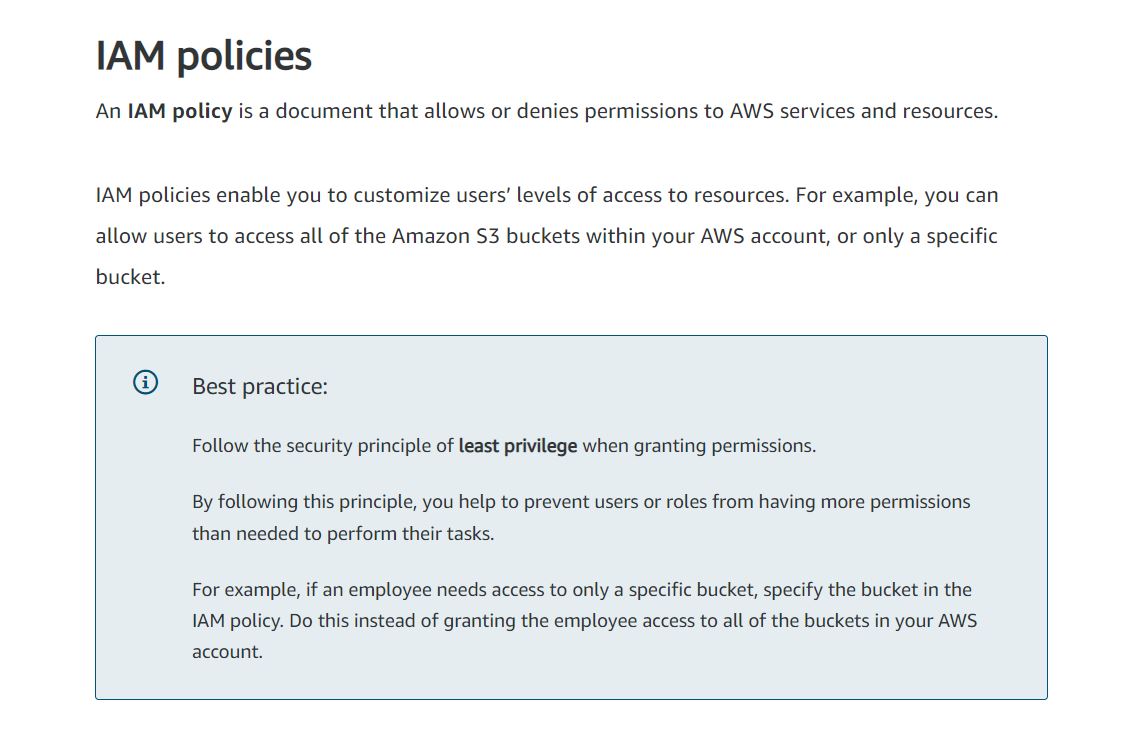 IAM policies
An IAM policy is a document that allows or denies permissions to AWS services and resources.
IAM policies enable you to customize users’ levels of access to resources. For example, you can
allow users to access all of the Amazon S3 buckets within your AWS account, or only a specific
bucket.
Best practice:
Follow the security principle of least privilege when granting permissions.
By following this principle, you help to prevent users or roles from having more permissions
than needed to perform their tasks.
For example, if an employee needs access to only a specific bucket, specify the bucket in the
IAM policy. Do this instead of granting the employee access to all of the buckets in your AWS
account.